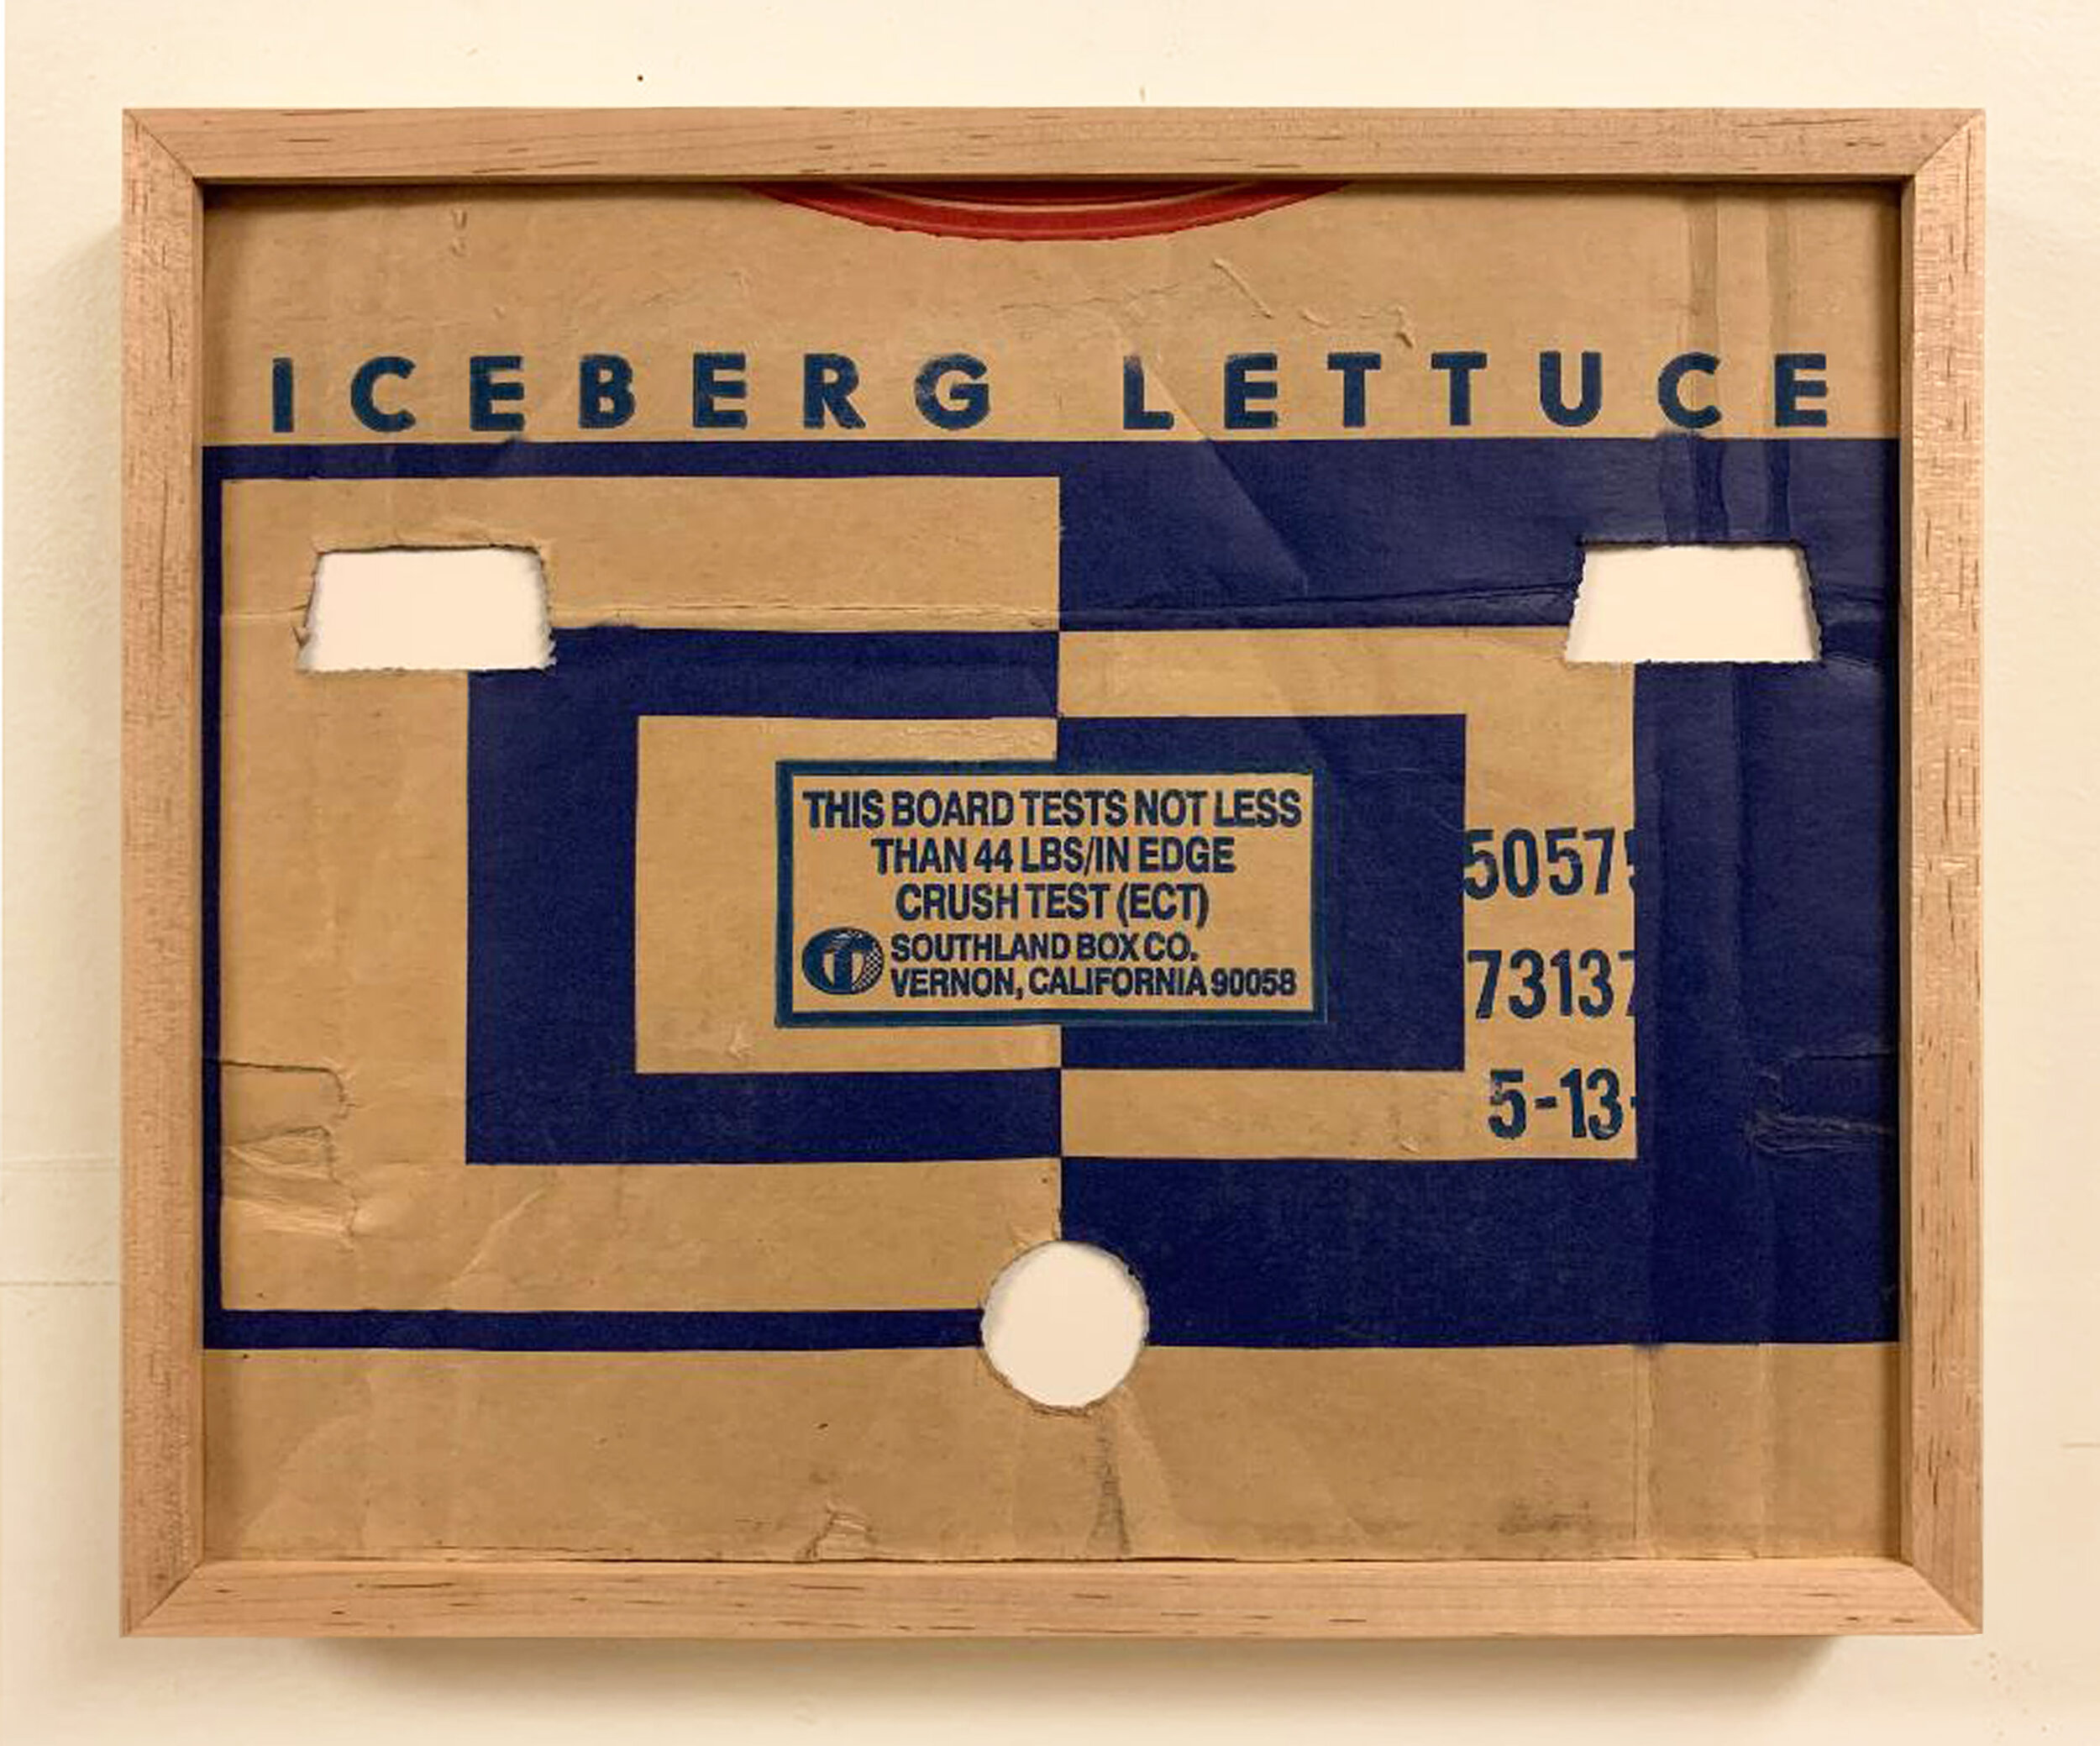 ICEBERG LETTUCE
THIS BOARD TESTS NOT LESS
THAN 44 LBS/IN EDGE
CRUSH TEST (ECT)
SOUTHLAND BOX CO.
VERNON, CALIFORNIA 90058
5057
73137
5-13-